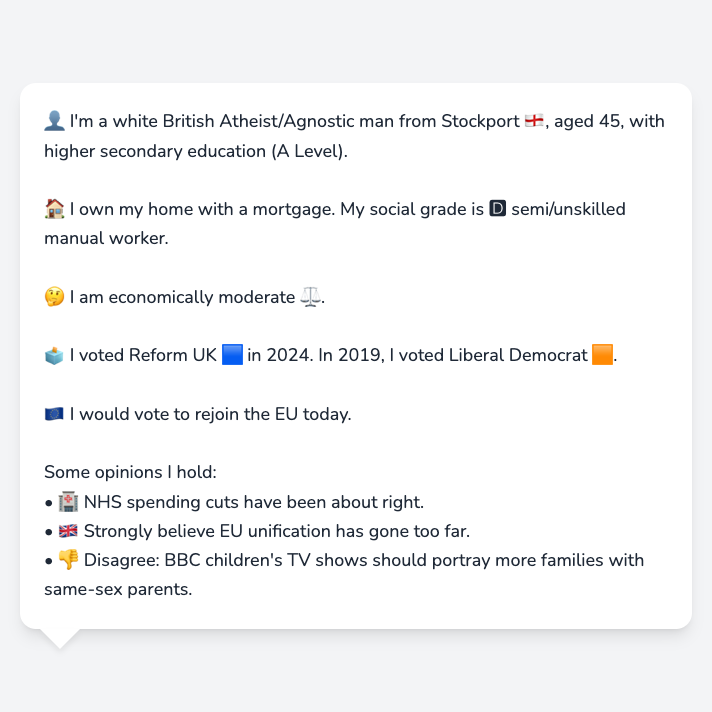 👤 I'm a white British Atheist/Agnostic man from Stockport 🏴󠁧󠁢󠁥󠁮󠁧󠁿, aged 45, with
higher secondary education (A Level).
🏠 I own my home with a mortgage. My social grade is 🅳 semi/unskilled
manual worker.
🤔 I am economically moderate ⚖️.
🗳️ I voted Reform UK 🟦 in 2024. In 2019, I voted Liberal Democrat 🟧.
🇪🇺 I would vote to rejoin the EU today.
Some opinions I hold:
• 🏥 NHS spending cuts have been about right.
• 🇬🇧 Strongly believe EU unification has gone too far.
• 👎 Disagree: BBC children's TV shows should portray more families with
same-sex parents.